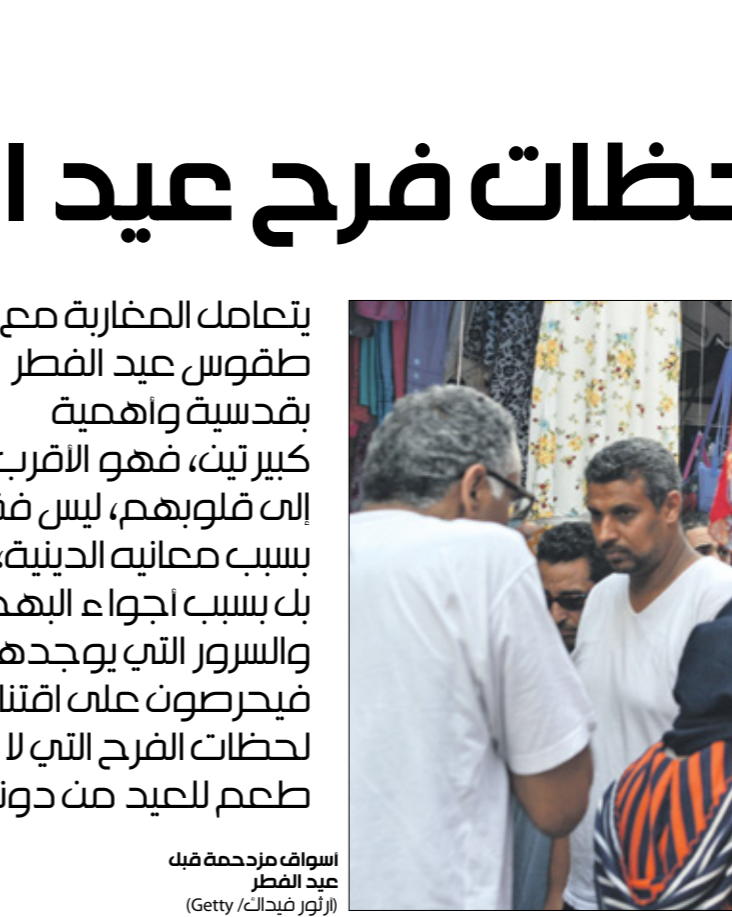 لحظات فرح عيد ا
يتعامل المغاربة مع
طقوس عيد الفطر
بقدسية وأهمية
كبيرتين، فهو الأقرب
إلى قلوبهم، ليس
بسبب معانيه الدينية،
بل بسبب أجواء
والسرور التي
فيحرصون على
لحظات الفرح التي لا
طعم للعيد من
أسواق مزدحمة قبل
عيد الفطر
(آرثور فيداك/ Getty)